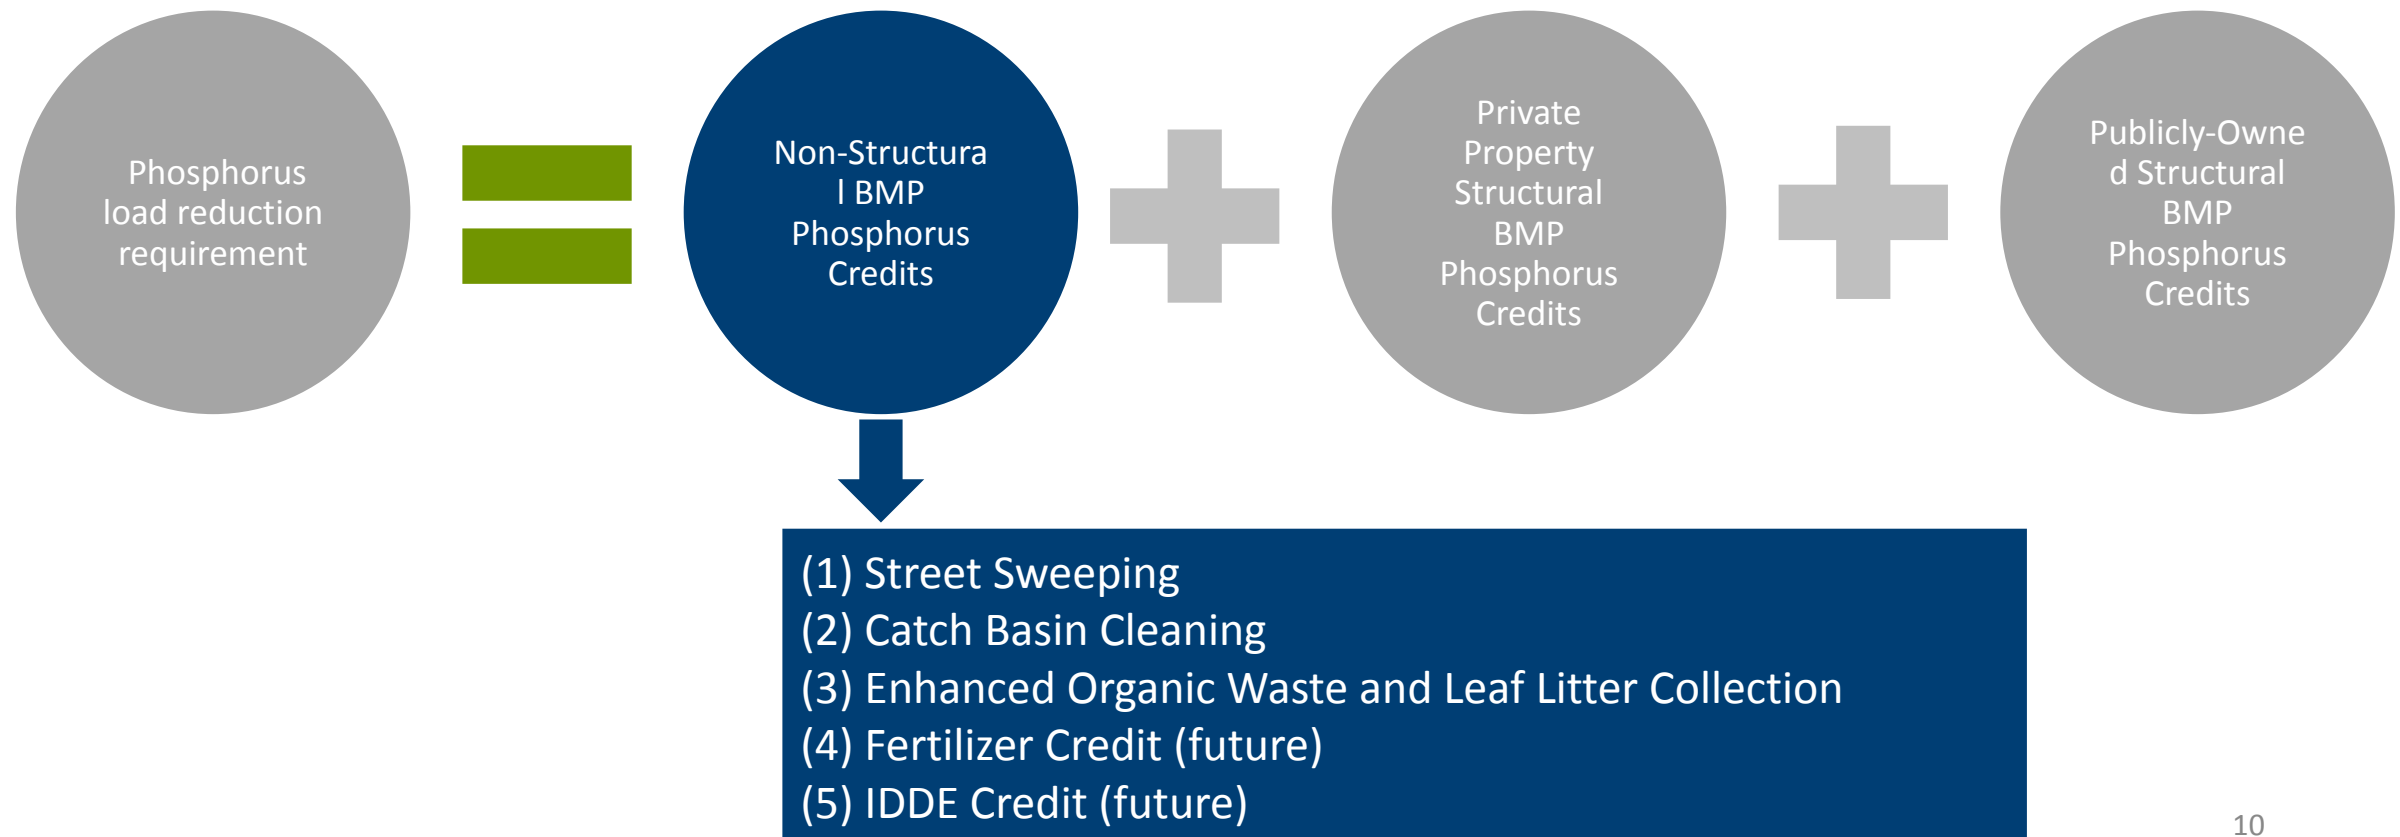 Phosphorus
load reduction
requirement
Non-Structura
l BMP
Phosphorus
Credits
Private
Property
Structural
BMP
Phosphorus
Credits
Publicly-Owne
d Structural
BMP
Phosphorus
Credits
(1) Street Sweeping
(2) Catch Basin Cleaning
(3) Enhanced Organic Waste and Leaf Litter Collection
(4) Fertilizer Credit (future)
(5) IDDE Credit (future)
10